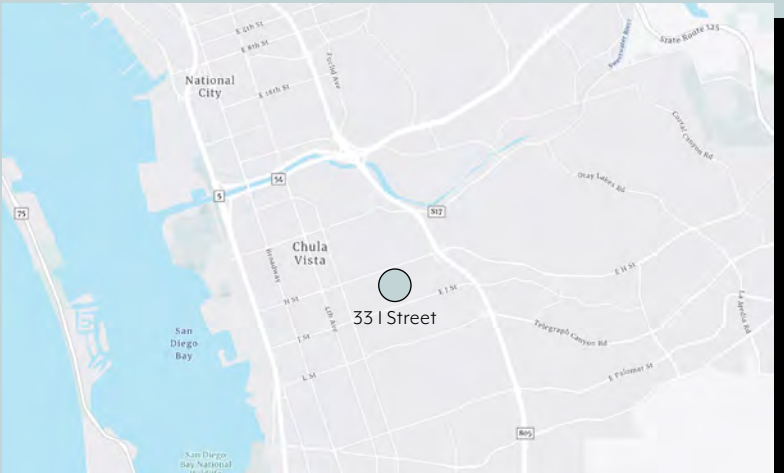 E 4th St
E 8th St
Euclid Ave
National
City
E 18th St
Sweetwater River
State Route 125
Corral Canyon Rd
54
5
Otay Lakes Rd
75
S17
Chula
Vista
Broadway
E H St
E J St
H St
4th Ave
33 I Street
La Media Rd
San
Diego
Bay
J St
Telegraph Canyon Rd
L St
E Palomar St
805
San Diego
Bay National